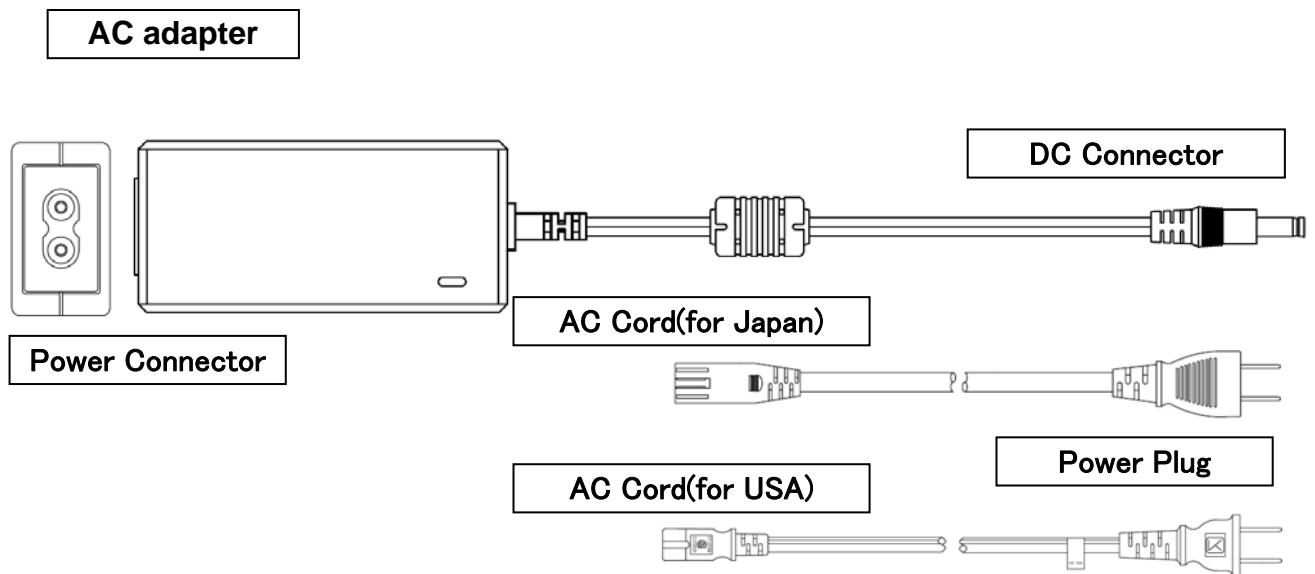 AC adapter
DC Connector
AC Cord(for Japan)
Power Connector
Power Plug
AC Cord(for USA)